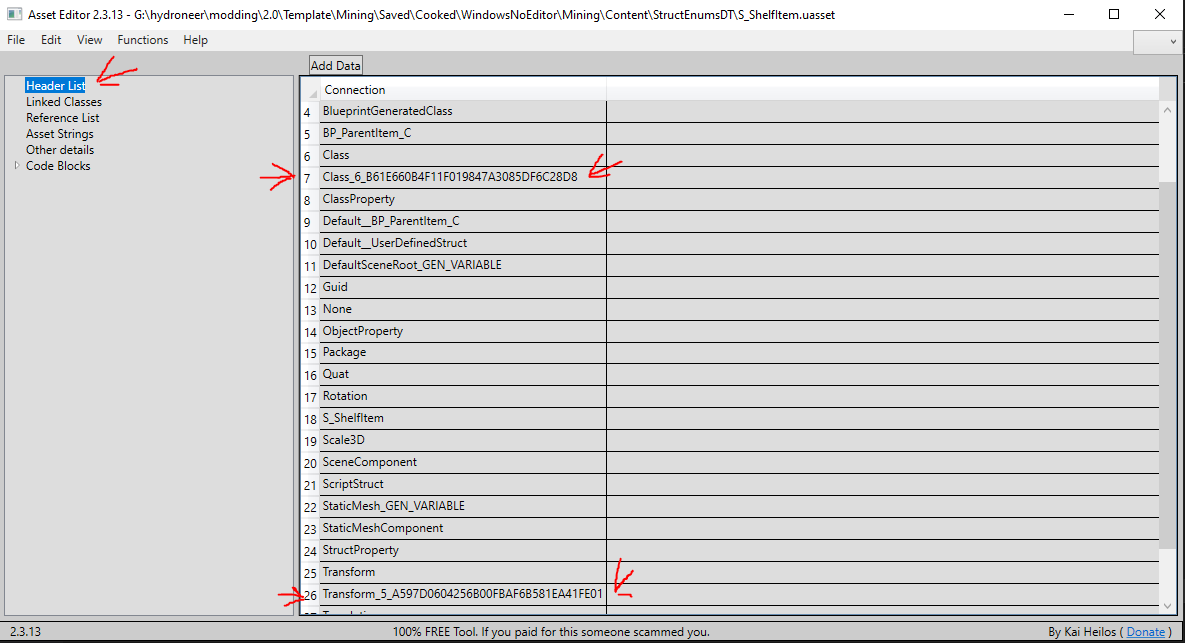 Asset Editor 2.3.13 - G:\hydroneer\modding\2.0\Template\Mining\Saved\Cooked\WindowsNoEditor\Mining\Content\StructEnumsDT\S_ShelfItem.uasset
File Edit View Functions Help
Add Data
Header List
Linked Classes
Reference List
Asset Strings
Other details
Code Blocks
Connection
4 BlueprintGeneratedClass
5 BP_ParentItem_C
6 Class
7 Class_6_B61E660B4F11F019847A3085DF6C28D8
8 ClassProperty
9 Default__BP_ParentItem_C
10 Default__UserDefinedStruct
11 DefaultSceneRoot_GEN_VARIABLE
12 Guid
13 None
14 ObjectProperty
15 Package
16 Quat
17 Rotation
18 S_ShelfItem
19 Scale3D
20 SceneComponent
21 ScriptStruct
22 StaticMesh_GEN_VARIABLE
23 StaticMeshComponent
24 StructProperty
25 Transform
26 Transform_5_A597D0604256B00FBAF6B581EA41FE01
2.3.13 100% FREE Tool. If you paid for this someone scammed you. By Kai Heilos ( Donate )